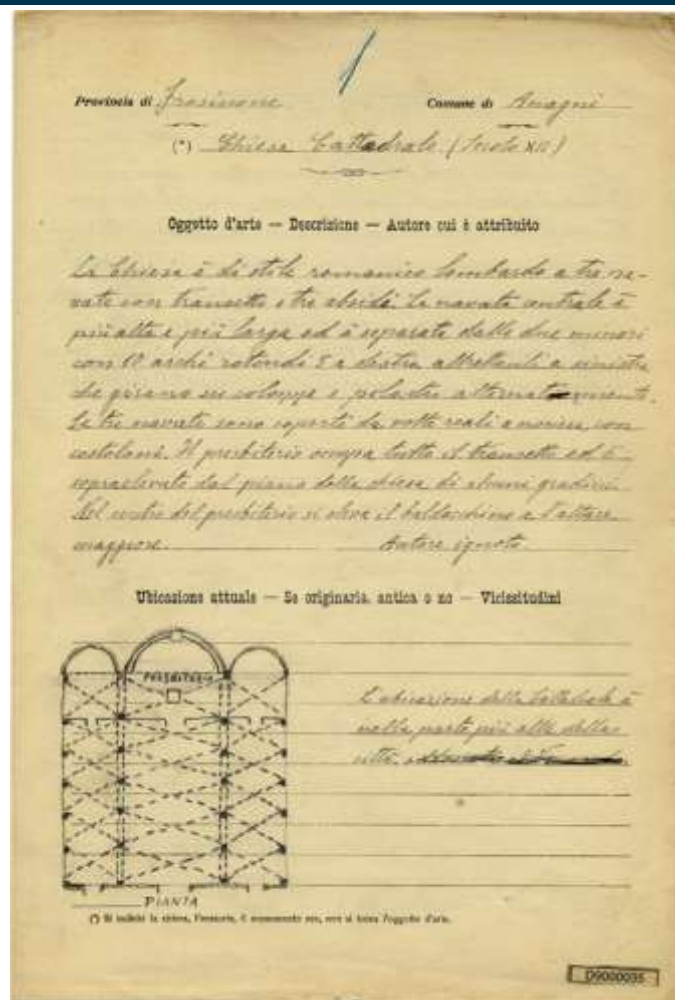 1
Provincia di Frosinone Comune di Anagni
(*) Chiesa Cattedrale (Secolo XII)
Oggetto d'arte — Descrizione — Autore cui è attribuito
La Chiesa è di stile romanico lombardo a tre na-
vate con transetto e tre absidi. La navata centrale è
più alta e più larga ed è separata dalle due minori
con 10 archi rotondi 5 a destra altrettanti a sinistra
che girano su colonne e pilastri alternatamente.
Le tre navate sono coperte da volte reali a crociera, con
costoloni. Il presbiterio occupa tutto il transetto ed è
sopraelevato dal piano della chiesa di alcuni gradini.
Nel centro del presbiterio si eleva il baldacchino e l'altare
maggiore. Autore ignoto
Ubicazione attuale — Se originaria, antica o no — Vicissitudini
PRESBITERIO
L'ubicazione della Cattedrale è
nella parte più alta della
città
PIANTA
(*) Si indichi la chiesa, l'oratorio, il monumento ecc. ove si trova l'oggetto d'arte.
D9000035